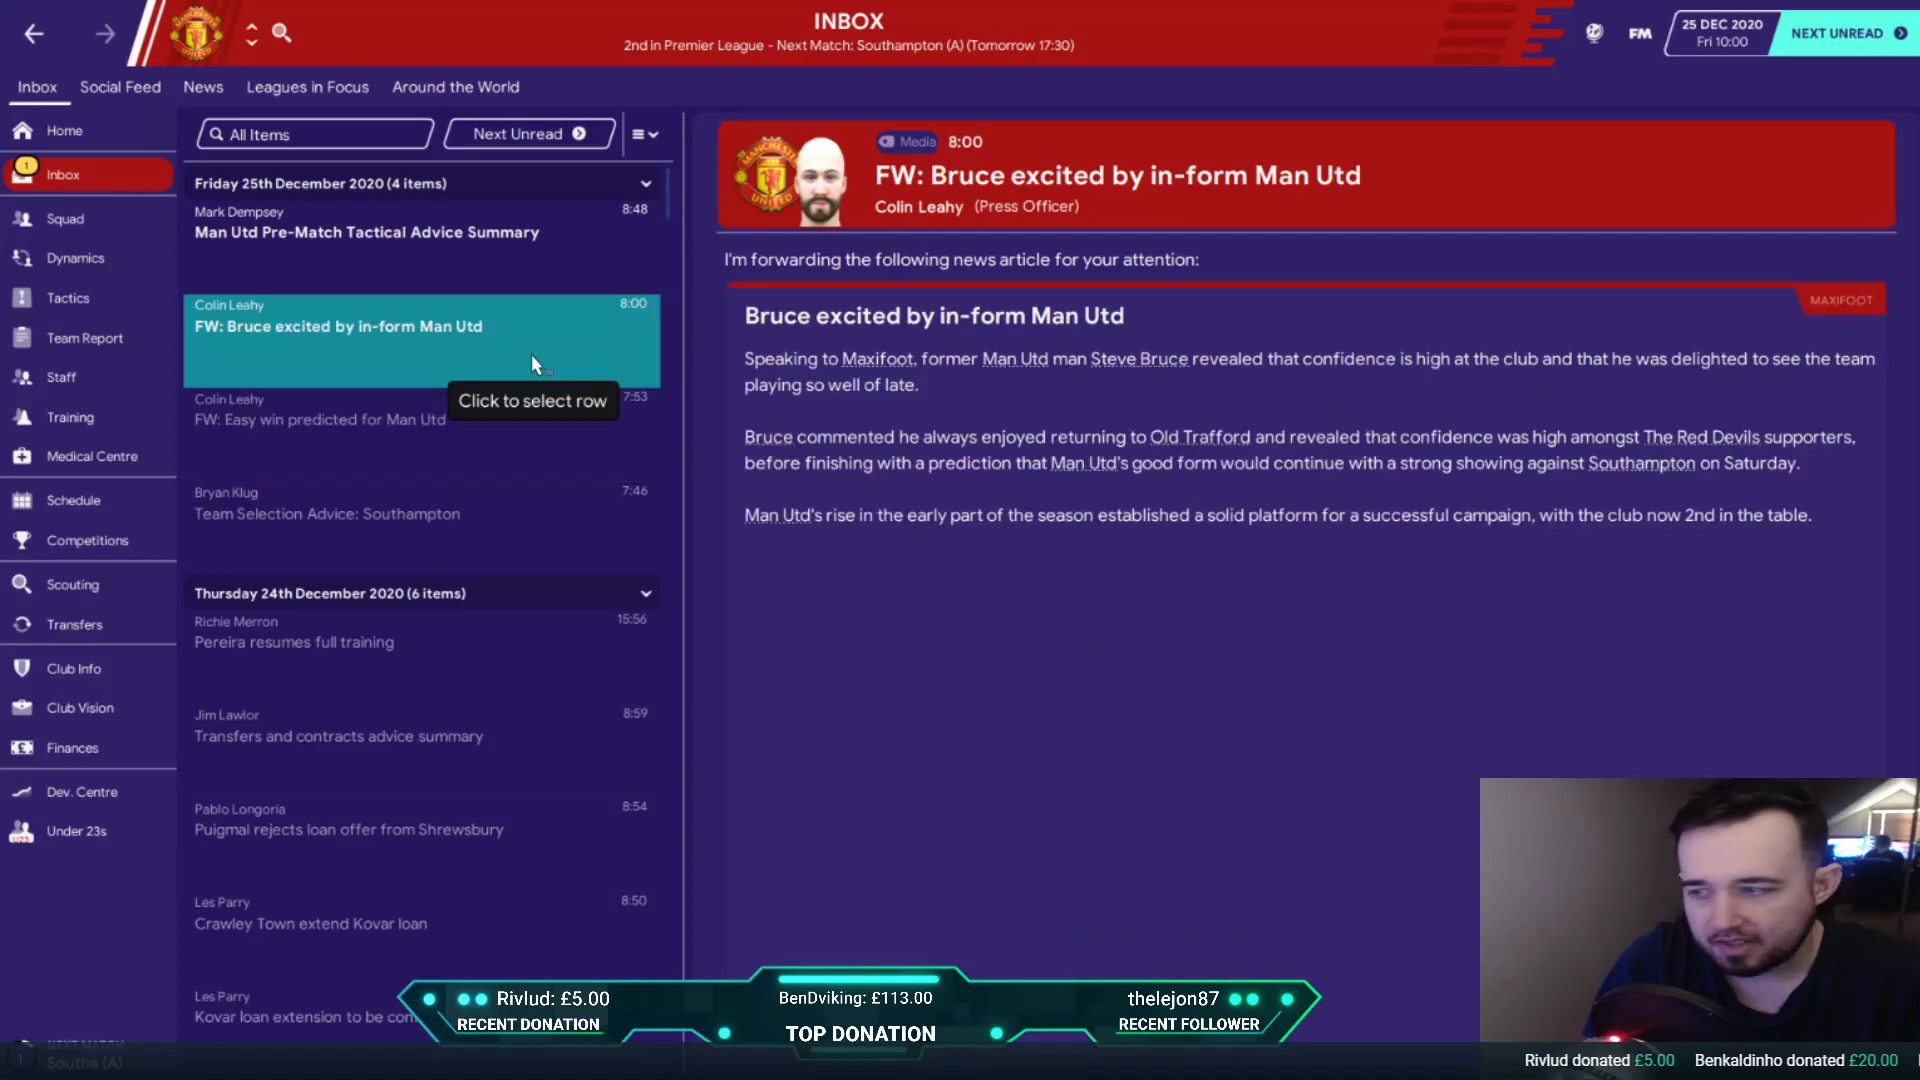 INBOX
2nd in Premier League - Next Match: Southampton (A) (Tomorrow 17:30)
FM
25 DEC 2020
Fri 10:00
NEXT UNREAD
Inbox
Social Feed
News
Leagues in Focus
Around the World
Home
1
Inbox
Squad
Dynamics
Tactics
Team Report
Staff
Training
Medical Centre
Schedule
Competitions
Scouting
Transfers
Club Info
Club Vision
Finances
Dev. Centre
Under 23s
All Items
Next Unread
Friday 25th December 2020 (4 items)
Mark Dempsey
8:48
Man Utd Pre-Match Tactical Advice Summary
Colin Leahy
8:00
FW: Bruce excited by in-form Man Utd
Click to select row
Colin Leahy
7:53
FW: Easy win predicted for Man Utd
Bryan Klug
7:46
Team Selection Advice: Southampton
Thursday 24th December 2020 (6 items)
Richie Merron
15:56
Pereira resumes full training
Jim Lawlor
8:59
Transfers and contracts advice summary
Pablo Longoria
8:54
Puigmal rejects loan offer from Shrewsbury
Les Parry
8:50
Crawley Town extend Kovar loan
Les Parry
Kovar loan extension to be com
MANCHESTER
UNITED
Media
8:00
FW: Bruce excited by in-form Man Utd
Colin Leahy (Press Officer)
I'm forwarding the following news article for your attention:
MAXIFOOT
Bruce excited by in-form Man Utd
Speaking to Maxifoot, former Man Utd man Steve Bruce revealed that confidence is high at the club and that he was delighted to see the team
playing so well of late.
Bruce commented he always enjoyed returning to Old Trafford and revealed that confidence was high amongst The Red Devils supporters,
before finishing with a prediction that Man Utd's good form would continue with a strong showing against Southampton on Saturday.
Man Utd's rise in the early part of the season established a solid platform for a successful campaign, with the club now 2nd in the table.
Rivlud: £5.00
RECENT DONATION
BenDviking: £113.00
TOP DONATION
thelejon87
RECENT FOLLOWER
NEXT MATCH
1
Southa (A)
Rivlud donated £5.00
Benkaldinho donated £20.00